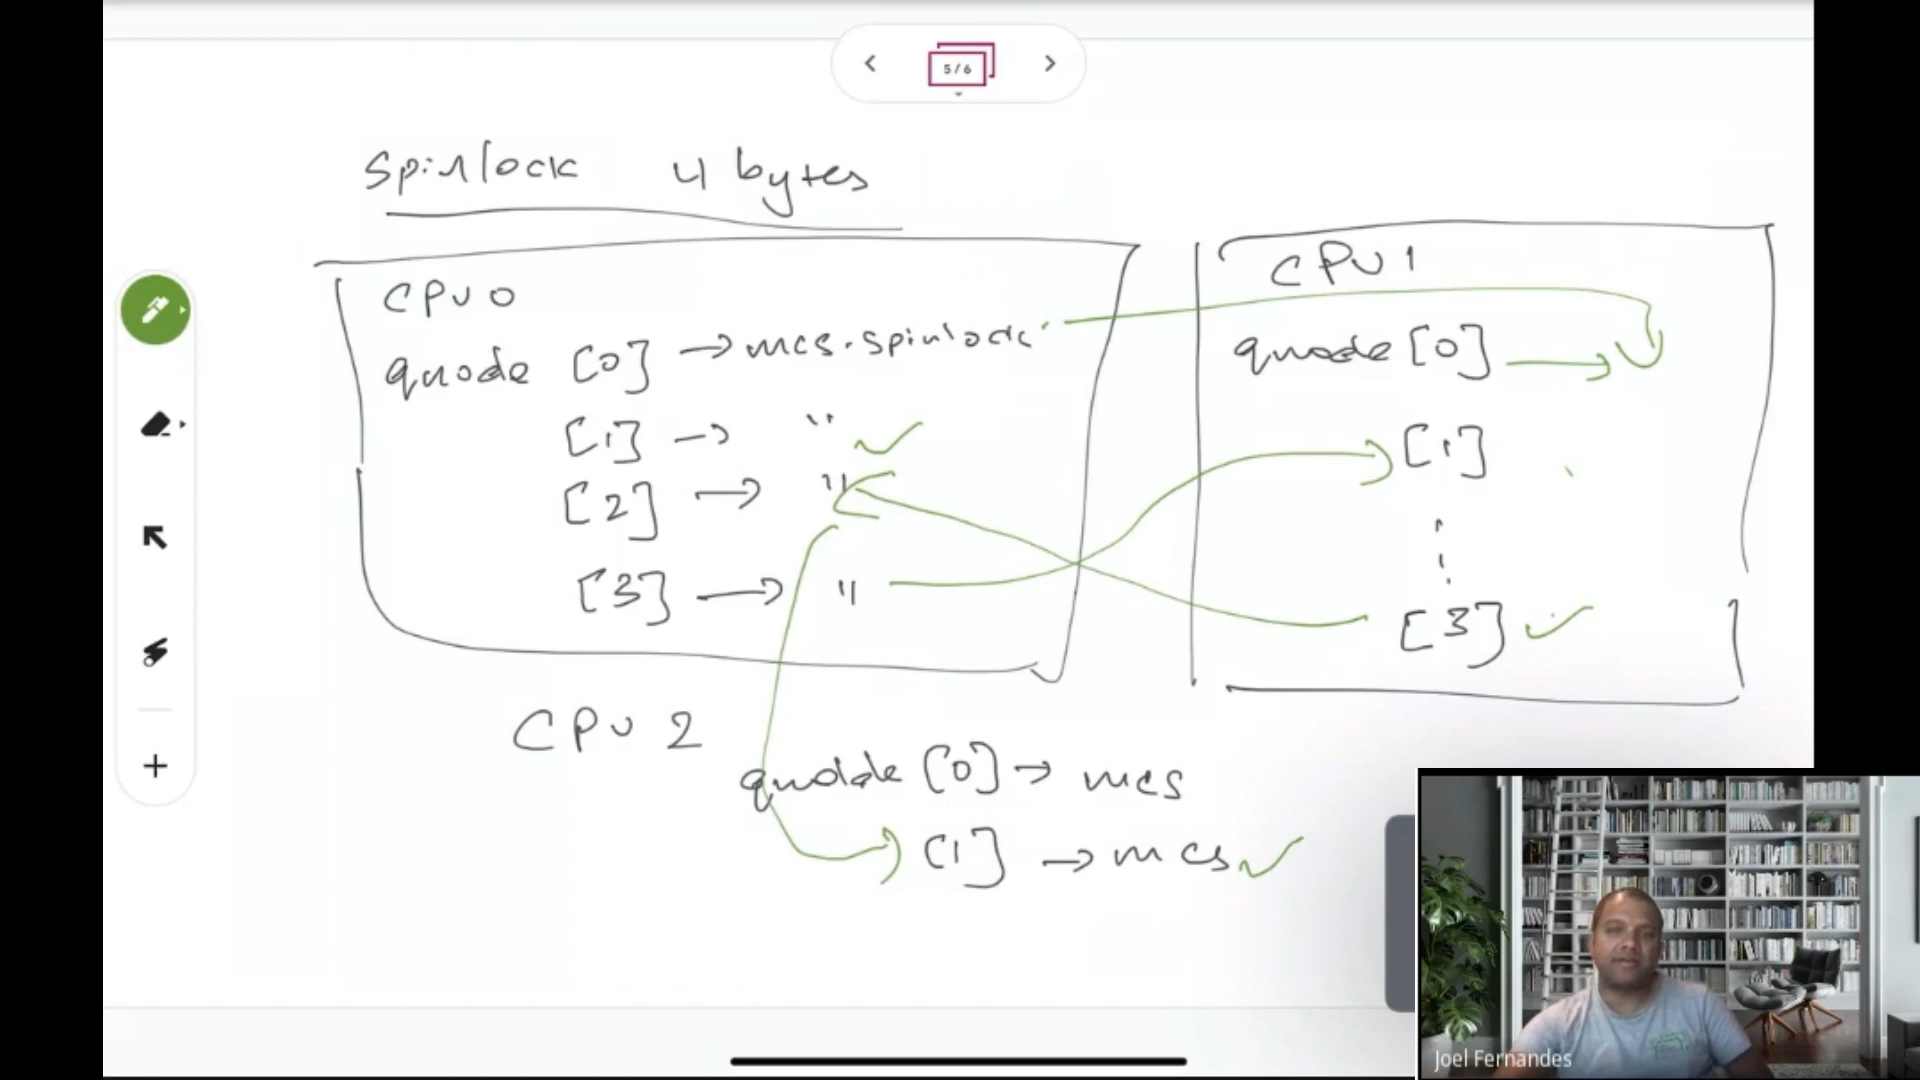 5/6
Spinlock 4 bytes
CPU 0
qnode [0] → mcs.spinlock
[1] → "
[2] → "
[3] → "
CPU 1
qnode [0] →
[1]
[3]
CPU 2
qnode [0] → mcs
[1] → mcs
Joel Fernandes